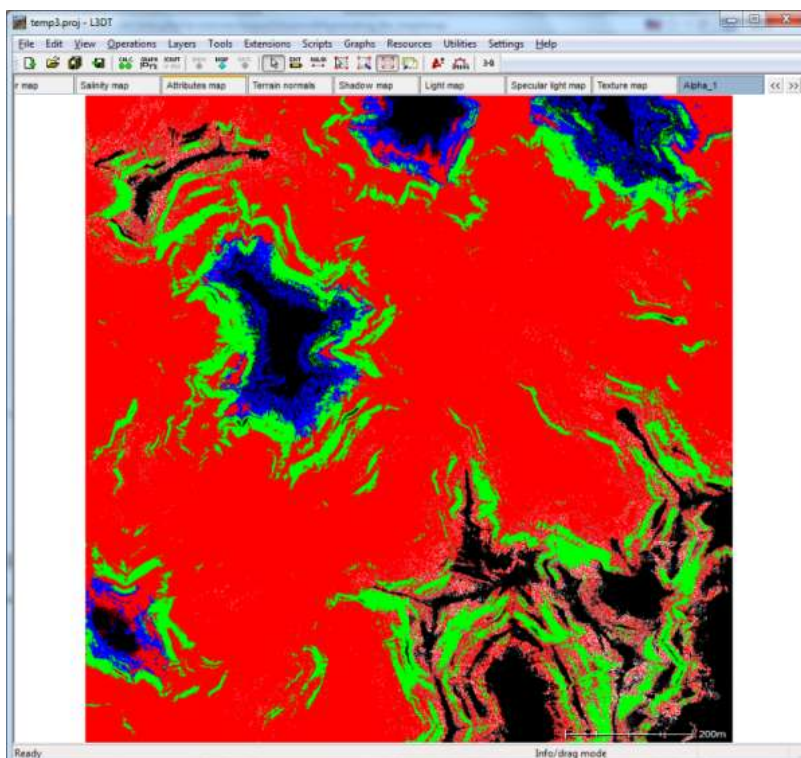 temp3.proj - L3DT
File Edit View Operations Layers Tools Extensions Scripts Graphs Resources Utilities Settings Help
CALC 3-D
r map Salinity map Attributes map Terrain normals Shadow map Light map Specular light map Texture map Alpha_1 << >>
200m
Ready Info/drag mode